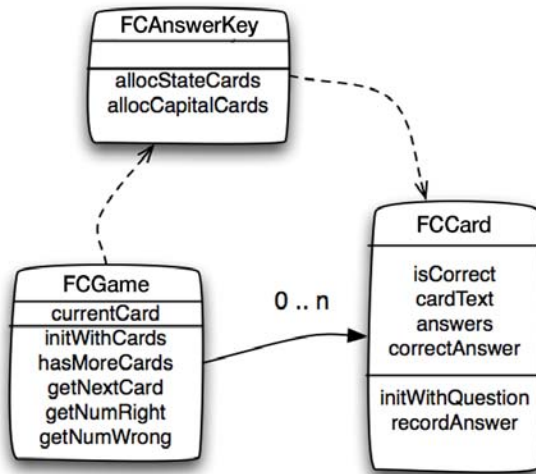 FCAnswerKey
allocStateCards
allocCapitalCards
FCGame
currentCard
initWithCards
hasMoreCards
getNextCard
getNumRight
getNumWrong
0 .. n
FCCard
isCorrect
cardText
answers
correctAnswer
initWithQuestion
recordAnswer